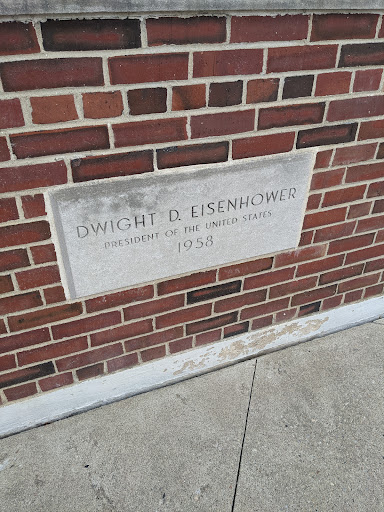 DWIGHT D. EISENHOWER
PRESIDENT OF THE UNITED STATES
1958